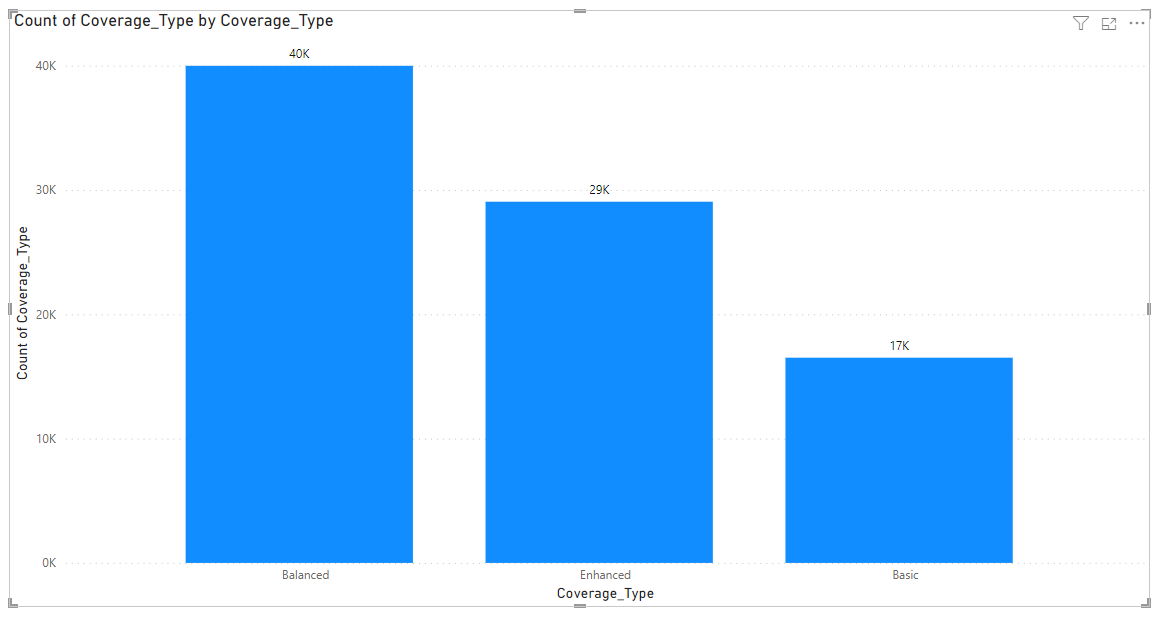 Count of Coverage_Type by Coverage_Type
Count of Coverage_Type
40K
30K
20K
10K
0K
40K
29K
17K
Balanced
Enhanced
Basic
Coverage_Type